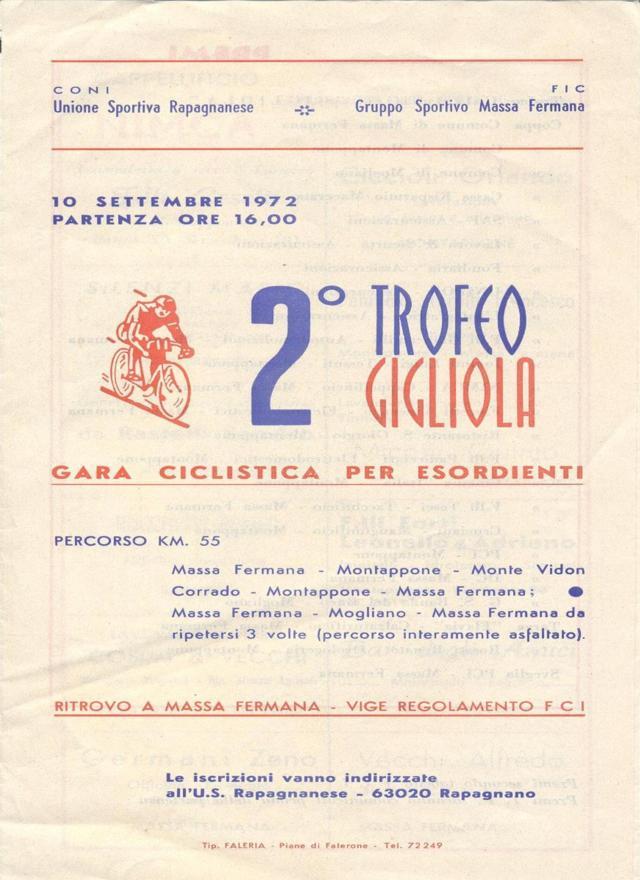 CONI
FIC
Unione Sportiva Rapagnanese
Gruppo Sportivo Massa Fermana
10 SETTEMBRE 1972
PARTENZA ORE 16,00
2° TROFEO
GIGLIOLA
GARA CICLISTICA PER ESORDIENTI
PERCORSO KM. 55
Massa Fermana - Montappone - Monte Vidon
Corrado - Montappone - Massa Fermana;
Massa Fermana - Mogliano - Massa Fermana da
ripetersi 3 volte (percorso interamente asfaltato).
RITROVO A MASSA FERMANA - VIGE REGOLAMENTO F C I
Le iscrizioni vanno indirizzate
all'U.S. Rapagnanese - 63020 Rapagnano
Tip. FALERIA - Piane di Falerone - Tel. 72249